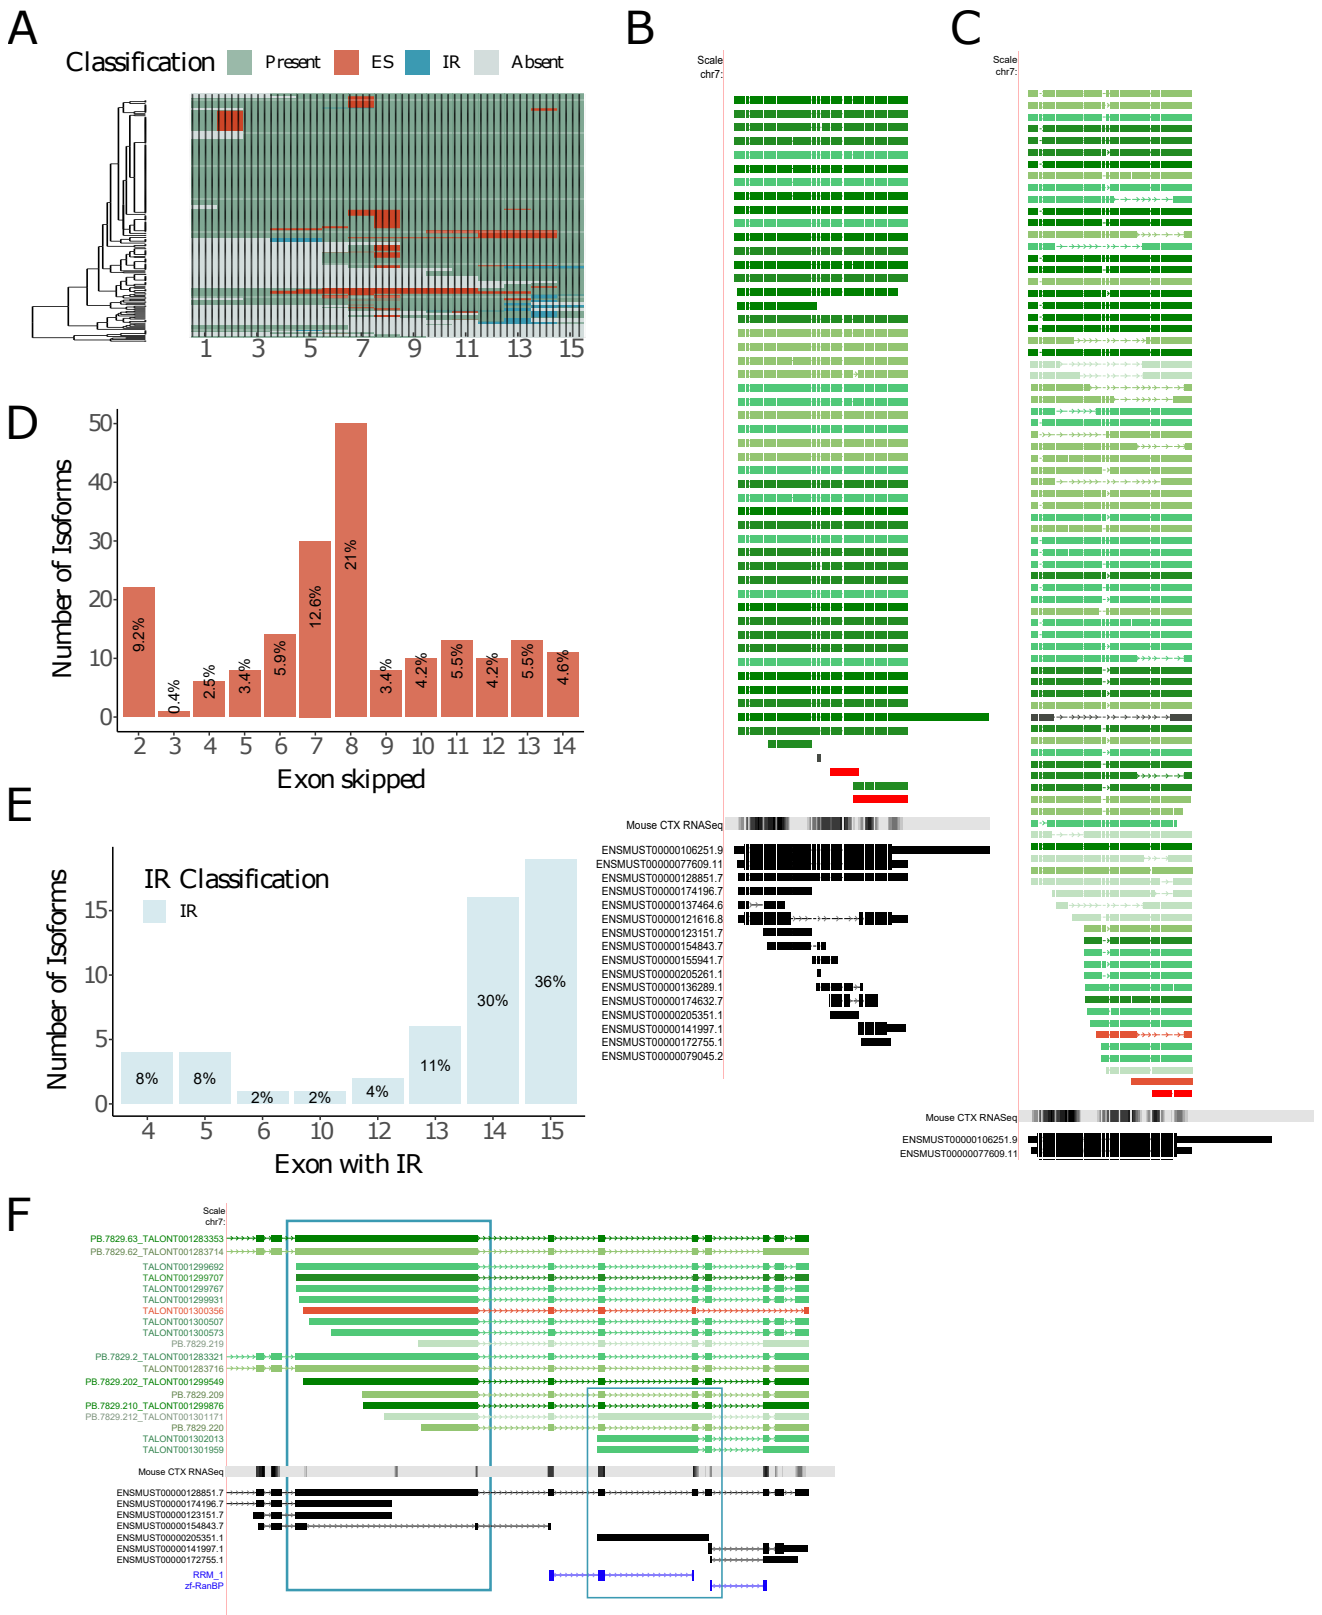 A
Classification
Present
ES
IR
Absent
1 3 5 7 9 11 13 15
B
Scale
chr7:
Mouse CTX RNASeq
ENSMUST00000106251.9
ENSMUST00000077609.11
ENSMUST00000128851.7
ENSMUST00000174196.7
ENSMUST00000137464.6
ENSMUST00000121616.8
ENSMUST00000123151.7
ENSMUST00000154843.7
ENSMUST00000155941.7
ENSMUST00000205261.1
ENSMUST00000136289.1
ENSMUST00000174632.7
ENSMUST00000205351.1
ENSMUST00000141997.1
ENSMUST00000172755.1
ENSMUST00000079045.2
C
Scale
chr7:
Mouse CTX RNASeq
ENSMUST00000106251.9
ENSMUST00000077609.11
D
Number of Isoforms
50
40
30
20
10
0
9.2%
0.4%
2.5%
3.4%
5.9%
12.6%
21%
3.4%
4.2%
5.5%
4.2%
5.5%
4.6%
2 3 4 5 6 7 8 9 10 11 12 13 14
Exon skipped
E
Number of Isoforms
IR Classification
IR
15
10
5
0
8%
8%
2%
2%
4%
11%
30%
36%
4 5 6 10 12 13 14 15
Exon with IR
F
Scale
chr7:
PB.7829.63_TALONT001283353
PB.7829.62_TALONT001283714
TALONT001299692
TALONT001299707
TALONT001299767
TALONT001299931
TALONT001300356
TALONT001300507
TALONT001300573
PB.7829.219
PB.7829.2_TALONT001283321
TALONT001283716
PB.7829.202_TALONT001299549
PB.7829.209
PB.7829.210_TALONT001299876
PB.7829.212_TALONT001301171
PB.7829.220
TALONT001302013
TALONT001301959
Mouse CTX RNASeq
ENSMUST00000128851.7
ENSMUST00000174196.7
ENSMUST00000123151.7
ENSMUST00000154843.7
ENSMUST00000205351.1
ENSMUST00000141997.1
ENSMUST00000172755.1
RRM_1
zf-RanBP